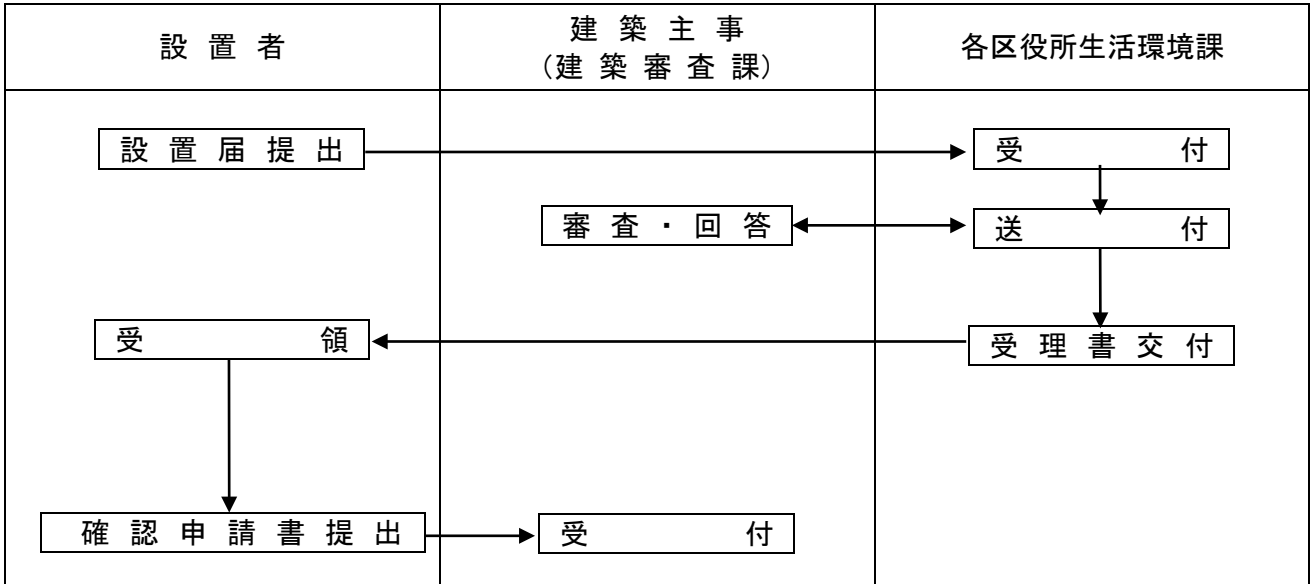 設置者
建築主事
（建築審査課）
各区役所生活環境課
設置届提出
受付
審査・回答
送付
受領
受理書交付
確認申請書提出
受付